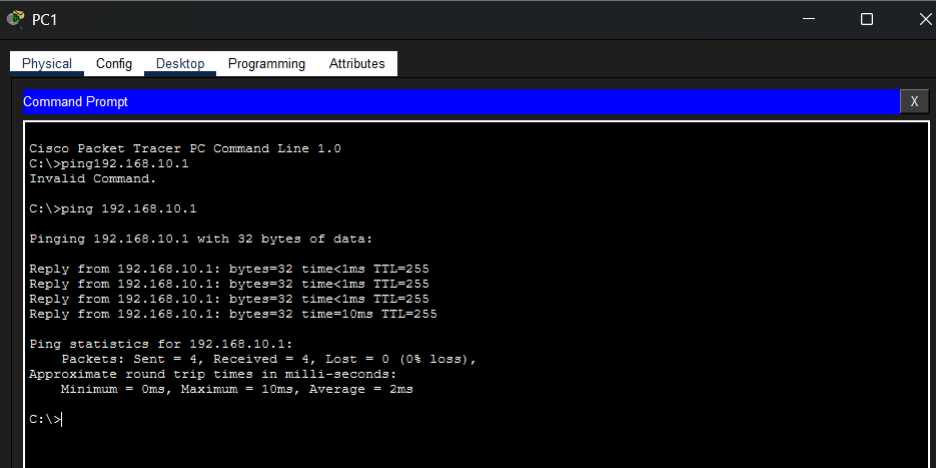 PC1
Physical Config Desktop Programming Attributes
Command Prompt X
Cisco Packet Tracer PC Command Line 1.0
C:\>ping192.168.10.1
Invalid Command.
C:\>ping 192.168.10.1
Pinging 192.168.10.1 with 32 bytes of data:
Reply from 192.168.10.1: bytes=32 time<1ms TTL=255
Reply from 192.168.10.1: bytes=32 time<1ms TTL=255
Reply from 192.168.10.1: bytes=32 time<1ms TTL=255
Reply from 192.168.10.1: bytes=32 time=10ms TTL=255
Ping statistics for 192.168.10.1:
Packets: Sent = 4, Received = 4, Lost = 0 (0% loss),
Approximate round trip times in milli-seconds:
Minimum = 0ms, Maximum = 10ms, Average = 2ms
C:\>